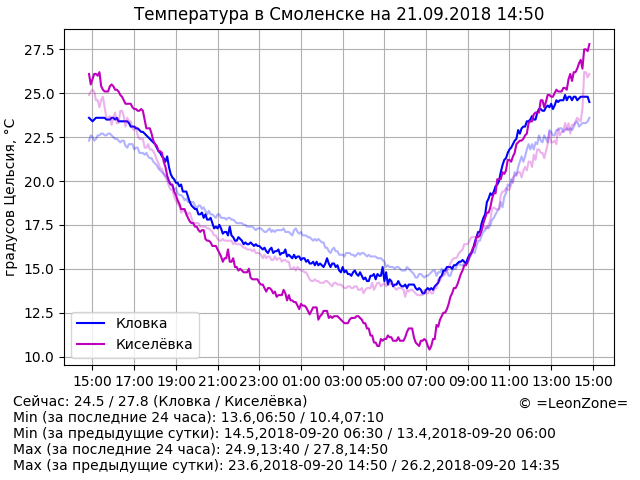 Температура в Смоленске на 21.09.2018 14:50
градусов Цельсия, °C
27.5
25.0
22.5
20.0
17.5
15.0
12.5
10.0
Кловка
Киселёвка
15:00 17:00 19:00 21:00 23:00 01:00 03:00 05:00 07:00 09:00 11:00 13:00 15:00
Сейчас: 24.5 / 27.8 (Кловка / Киселёвка)
© =LeonZone=
Min (за последние 24 часа): 13.6,06:50 / 10.4,07:10
Min (за предыдущие сутки): 14.5,2018-09-20 06:30 / 13.4,2018-09-20 06:00
Max (за последние 24 часа): 24.9,13:40 / 27.8,14:50
Max (за предыдущие сутки): 23.6,2018-09-20 14:50 / 26.2,2018-09-20 14:35